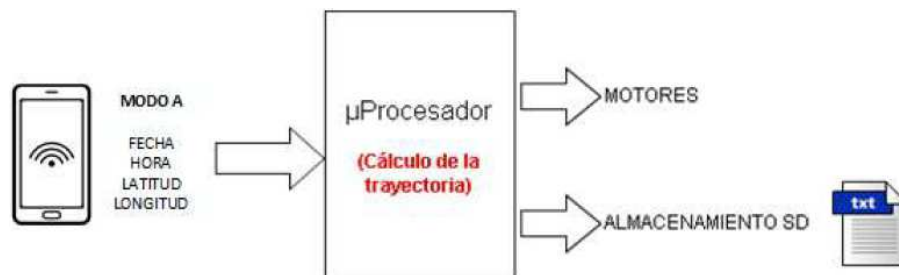 MODO A
FECHA
HORA
LATITUD
LONGITUD
µProcesador
(Cálculo de la
trayectoria)
MOTORES
ALMACENAMIENTO SD
txt